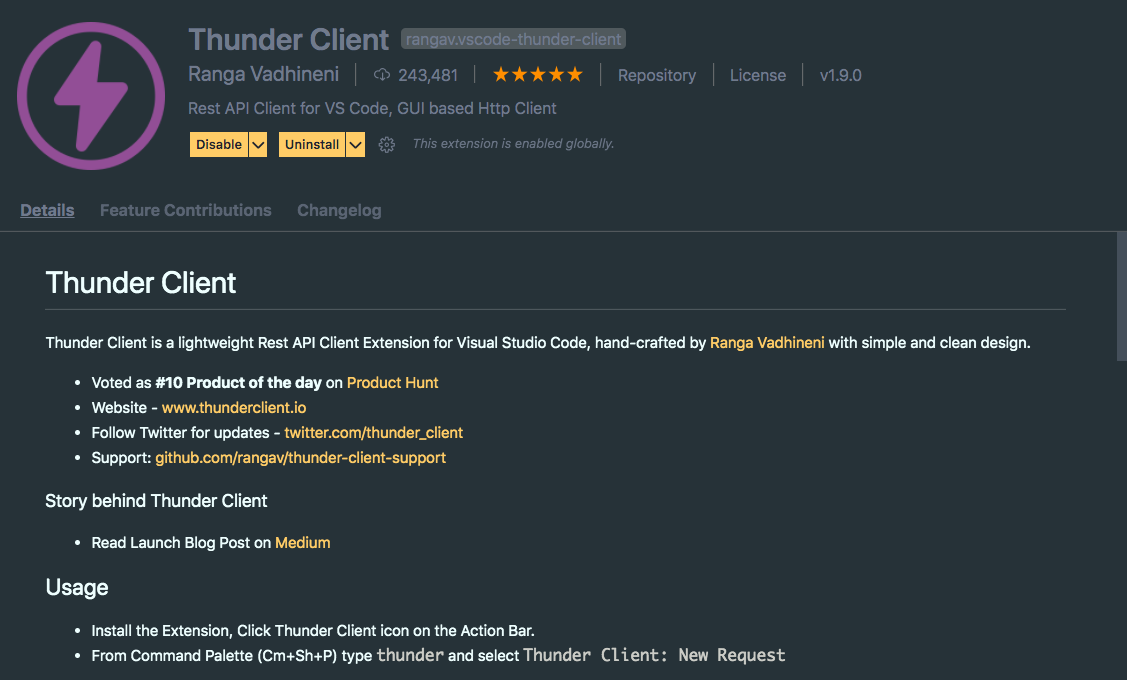 Thunder Client rangav.vscode-thunder-client
Ranga Vadhineni 243,481 Repository License v1.9.0
Rest API Client for VS Code, GUI based Http Client
Disable Uninstall This extension is enabled globally.
Details Feature Contributions Changelog
Thunder Client
Thunder Client is a lightweight Rest API Client Extension for Visual Studio Code, hand-crafted by Ranga Vadhineni with simple and clean design.
• Voted as #10 Product of the day on Product Hunt
• Website - www.thunderclient.io
• Follow Twitter for updates - twitter.com/thunder_client
• Support: github.com/rangav/thunder-client-support
Story behind Thunder Client
• Read Launch Blog Post on Medium
Usage
• Install the Extension, Click Thunder Client icon on the Action Bar.
• From Command Palette (Cm+Sh+P) type thunder and select Thunder Client: New Request